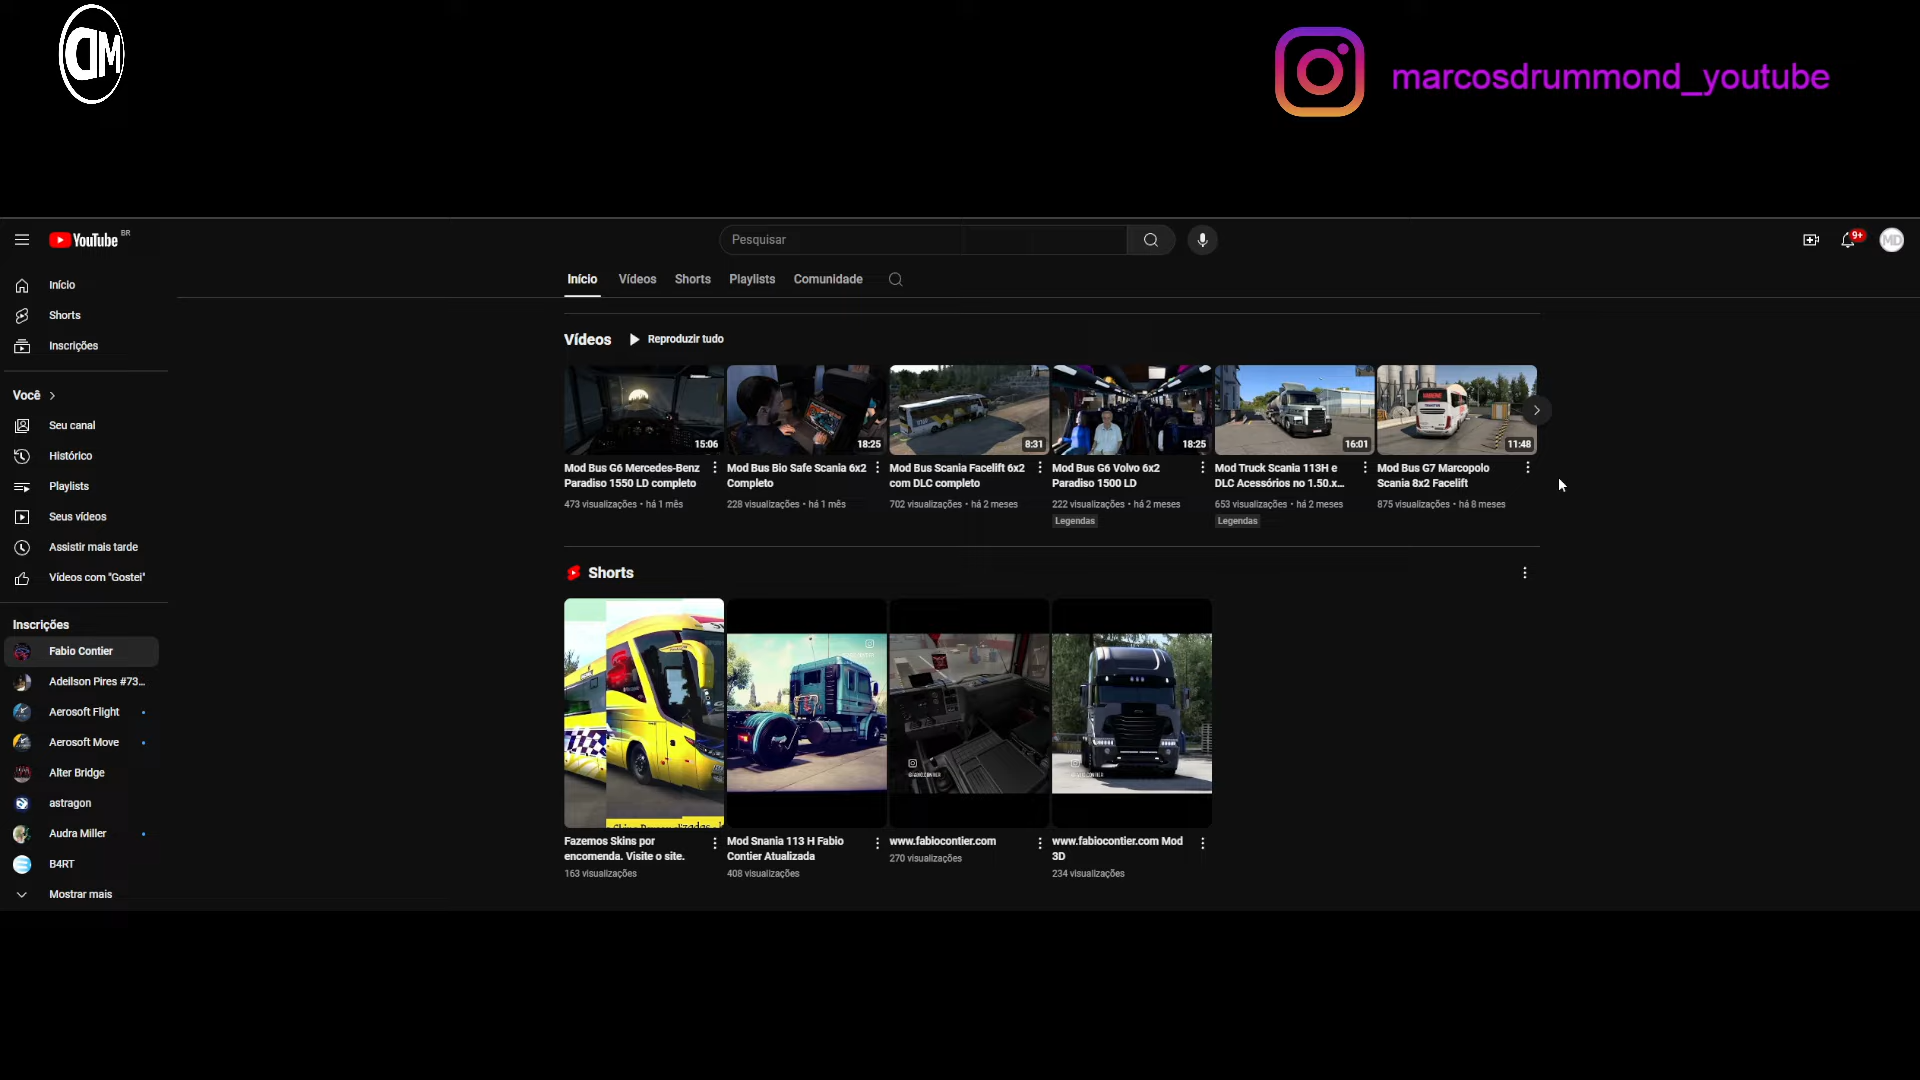 DM
marcosdrummond_youtube
YouTube BR
Pesquisar
9+
MD
Início
Shorts
Inscrições
Você
Seu canal
Histórico
Playlists
Seus vídeos
Assistir mais tarde
Vídeos com "Gostei"
Inscrições
Fabio Contier
Adeilson Pires #73...
Aerosoft Flight
Aerosoft Move
Alter Bridge
astragon
Audra Miller
B4RT
Mostrar mais
Início Vídeos Shorts Playlists Comunidade
Vídeos Reproduzir tudo
15:06
Mod Bus G6 Mercedes-Benz
Paradiso 1550 LD completo
473 visualizações • há 1 mês
18:25
Mod Bus Bio Safe Scania 6x2
Completo
228 visualizações • há 1 mês
8:31
Mod Bus Scania Facelift 6x2
com DLC completo
702 visualizações • há 2 meses
18:25
Mod Bus G6 Volvo 6x2
Paradiso 1500 LD
222 visualizações • há 2 meses
Legendas
16:01
Mod Truck Scania 113H e
DLC Acessórios no 1.50.x...
653 visualizações • há 2 meses
Legendas
11:48
Mod Bus G7 Marcopolo
Scania 8x2 Facelift
875 visualizações • há 8 meses
Shorts
Fazemos Skins por
encomenda. Visite o site.
163 visualizações
Mod Snania 113 H Fabio
Contier Atualizada
408 visualizações
www.fabiocontier.com
270 visualizações
www.fabiocontier.com Mod
3D
234 visualizações